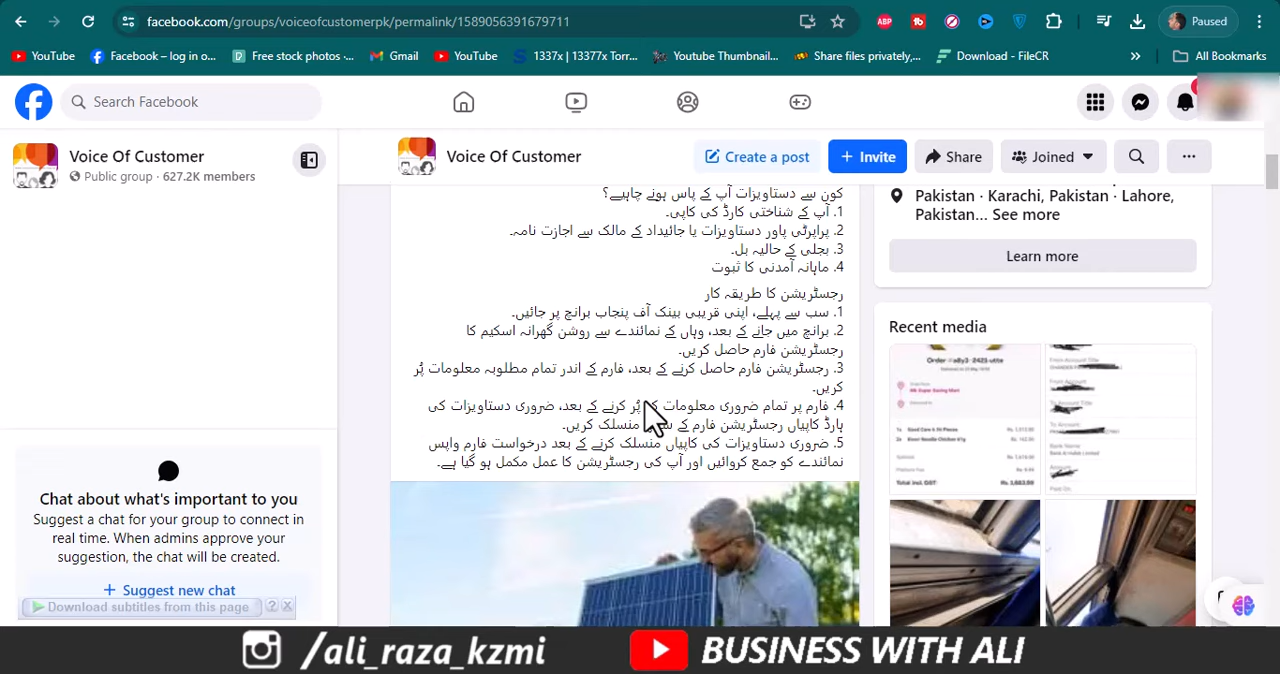 facebook.com/groups/voiceofcustomerpk/permalink/1589056391679711
ABP
Paused
YouTube
Facebook – log in o...
Free stock photos ·...
Gmail
YouTube
1337x | 13377x Torr...
Youtube Thumbnail...
Share files privately,...
Download - FileCR
»
All Bookmarks
Search Facebook
Voice Of Customer
Public group · 627.2K members
Voice Of Customer
Create a post
Invite
Share
Joined
کون سے دستاویزات آپ کے پاس ہونے چاہیے؟
1. آپ کے شناختی کارڈ کی کاپی۔
2. پراپرٹی پاور دستاویزات یا جائیداد کے مالک سے اجازت نامہ۔
3. بجلی کے حالیہ بل۔
4. ماہانہ آمدنی کا ثبوت
رجسٹریشن کا طریقہ کار
1. سب سے پہلے، اپنی قریبی بینک آف پنجاب برانچ پر جائیں۔
2. برانچ میں جانے کے بعد، وہاں کے نمائندے سے روشن گھرانہ اسکیم کا
رجسٹریشن فارم حاصل کریں۔
3. رجسٹریشن فارم حاصل کرنے کے بعد، فارم کے اندر تمام مطلوبہ معلومات پُر
کریں۔
4. فارم پر تمام ضروری معلومات پُر کرنے کے بعد، ضروری دستاویزات کی
ہارڈ کاپیاں رجسٹریشن فارم کے منسلک کریں۔
5. ضروری دستاویزات کی کاپیاں منسلک کرنے کے بعد درخواست فارم واپس
نمائندے کو جمع کروائیں اور آپ کی رجسٹریشن کا عمل مکمل ہو گیا ہے۔
Pakistan · Karachi, Pakistan · Lahore,
Pakistan... See more
Learn more
Recent media
Chat about what's important to you
Suggest a chat for your group to connect in
real time. When admins approve your
suggestion, the chat will be created.
+ Suggest new chat
Download subtitles from this page
? X
/ali_raza_kzmi
BUSINESS WITH ALI